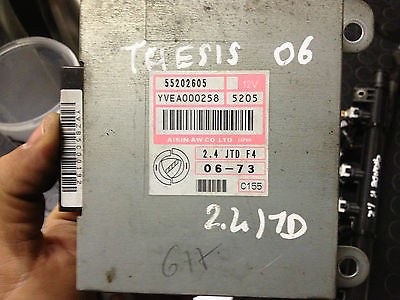 THESIS 06
55202605 12V
YVEA000258 5205
AISIN AW CO., LTD. JAPAN
2.4 JTD F4
06-73
C155
2.4 JTD